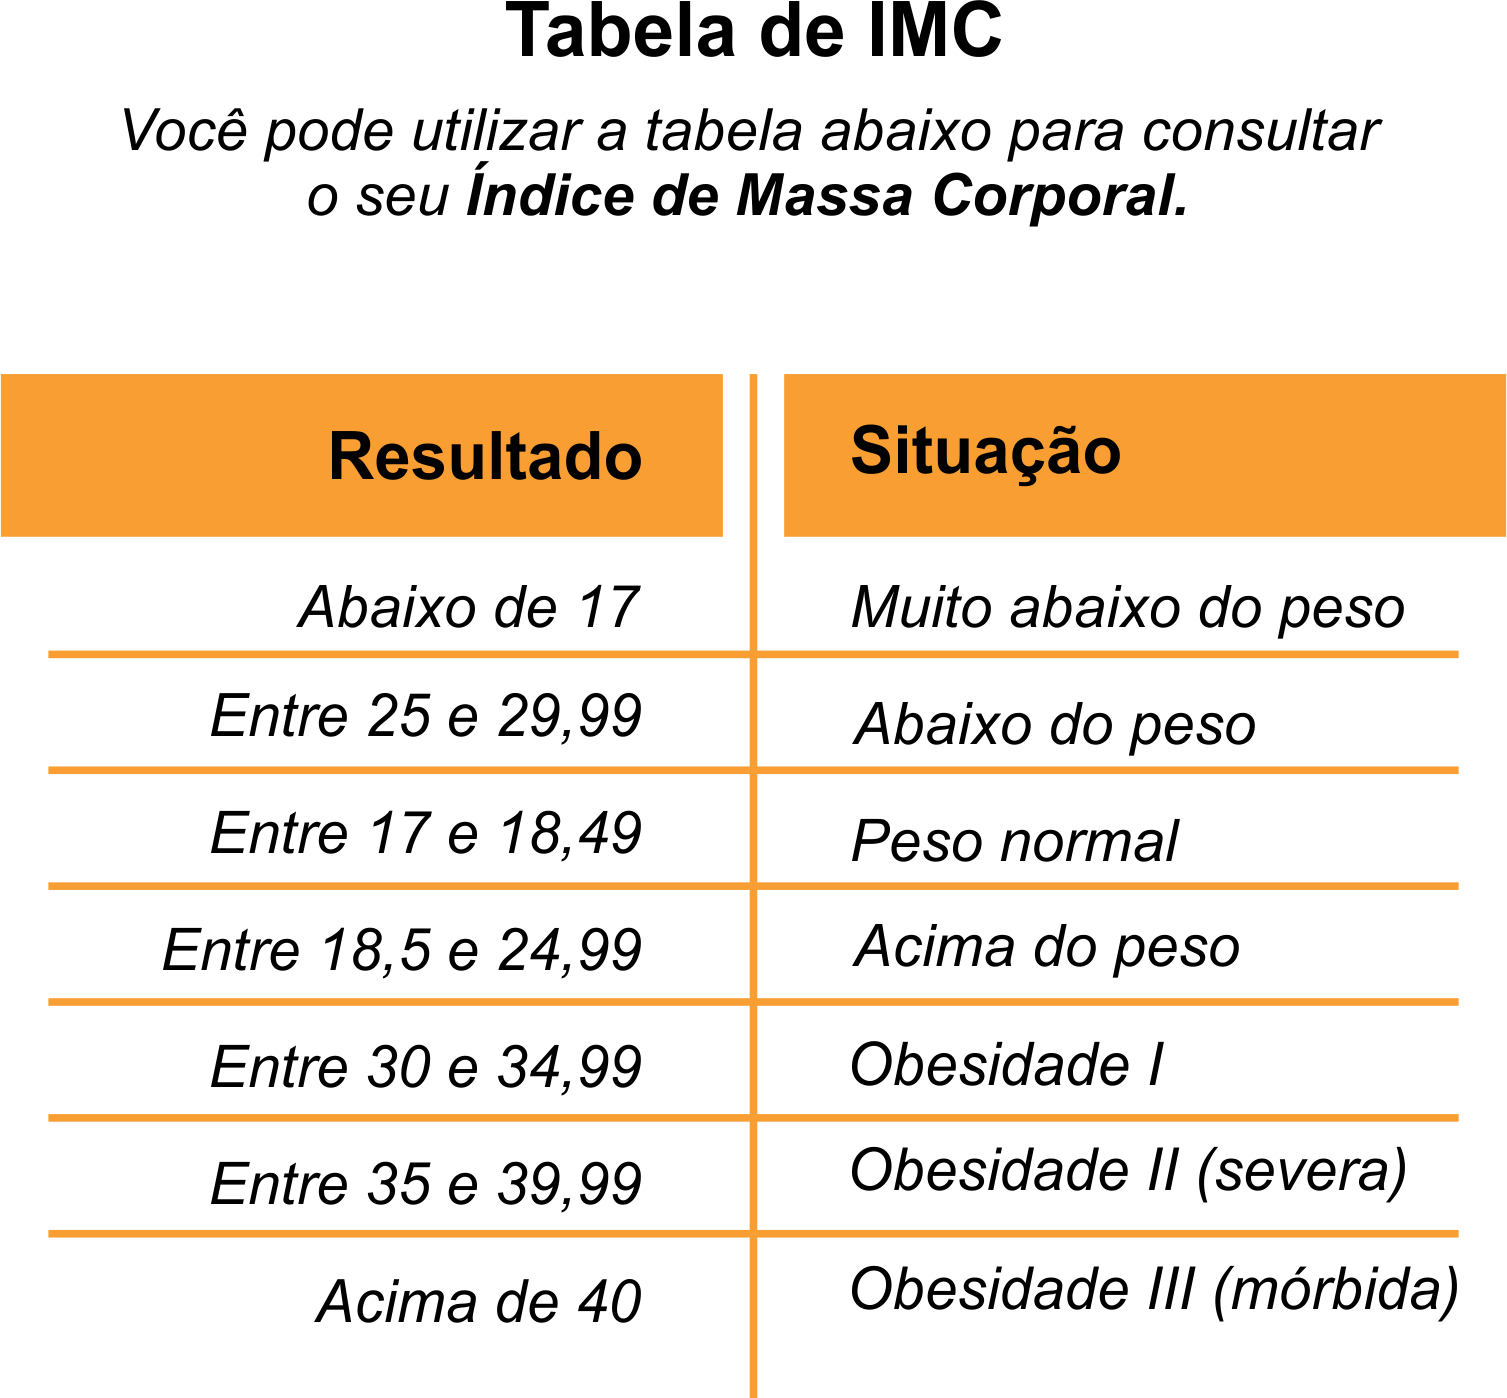 Tabela de IMC
Você pode utilizar a tabela abaixo para consultar
o seu Índice de Massa Corporal.
Resultado Situação
Abaixo de 17 Muito abaixo do peso
Entre 25 e 29,99 Abaixo do peso
Entre 17 e 18,49 Peso normal
Entre 18,5 e 24,99 Acima do peso
Entre 30 e 34,99 Obesidade I
Entre 35 e 39,99 Obesidade II (severa)
Acima de 40 Obesidade III (mórbida)